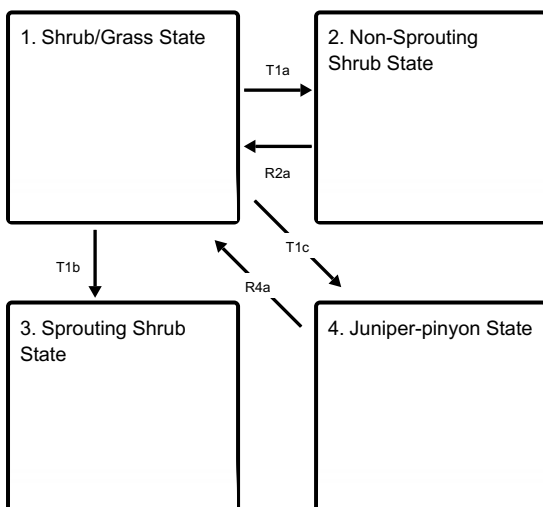 1. Shrub/Grass State
2. Non-Sprouting
Shrub State
T1a
R2a
T1c
R4a
T1b
3. Sprouting Shrub
State
4. Juniper-pinyon State